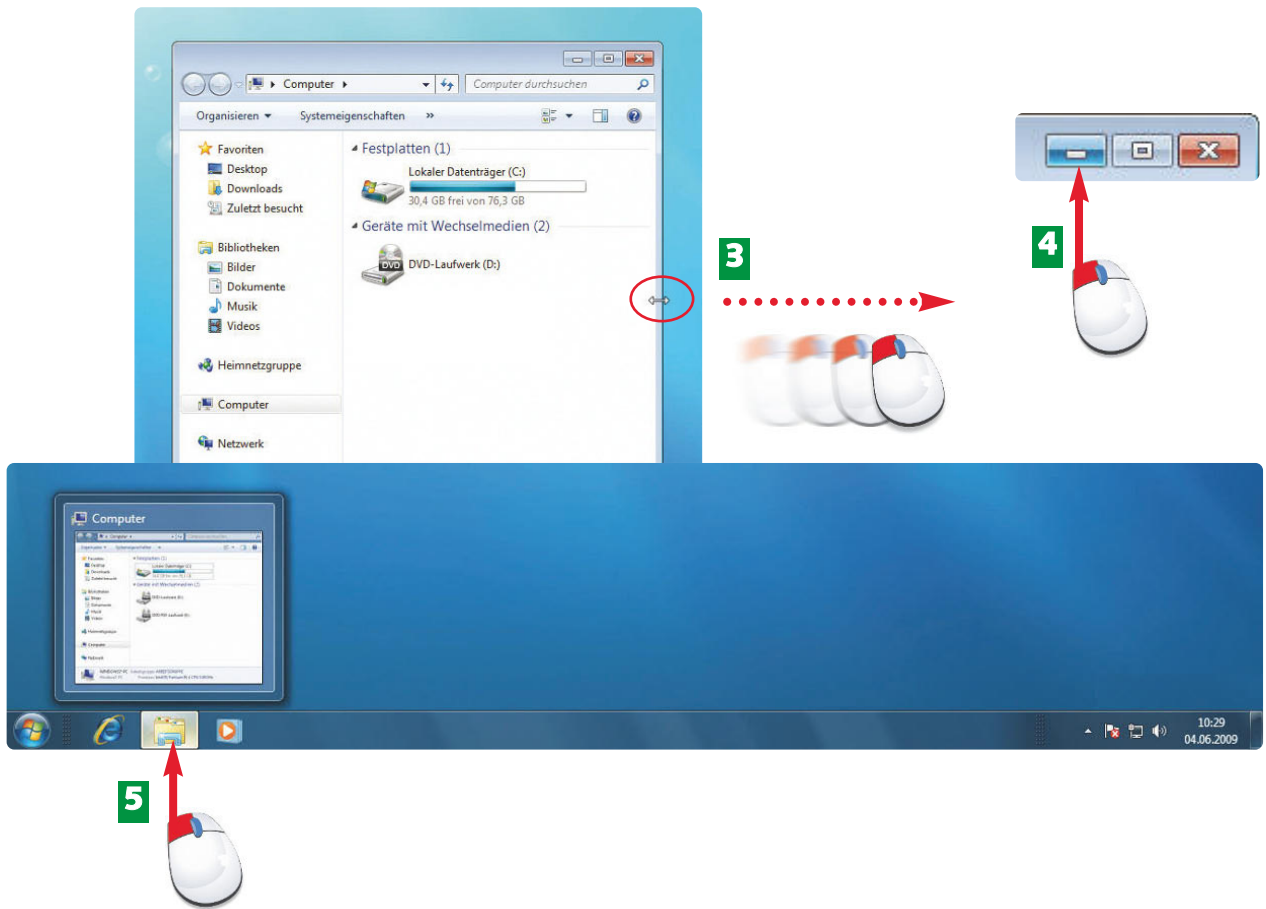 Computer
Computer durchsuchen
Organisieren
Systemeigenschaften
»
Favoriten
Desktop
Downloads
Zuletzt besucht
Bibliotheken
Bilder
Dokumente
Musik
Videos
Heimnetzgruppe
Computer
Netzwerk
Festplatten (1)
Lokaler Datenträger (C:)
30,4 GB frei von 76,3 GB
Geräte mit Wechselmedien (2)
DVD
DVD-Laufwerk (D:)
3
4
Computer
10:29
04.06.2009
5